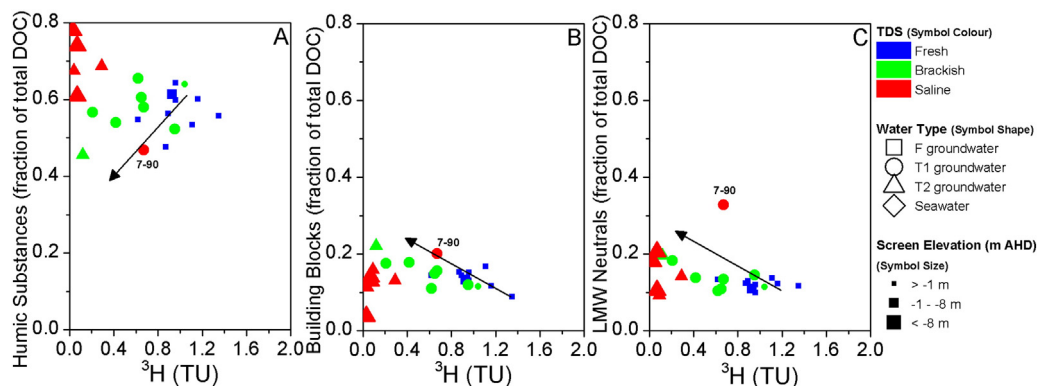 A
Humic Substances (fraction of total DOC)
0.8
0.6
0.4
0.2
0.0
7-90
0.0 0.4 0.8 1.2 1.6 2.0
³H (TU)
B
Building Blocks (fraction of total DOC)
0.8
0.6
0.4
0.2
0.0
7-90
0.0 0.4 0.8 1.2 1.6 2.0
³H (TU)
C
LMW Neutrals (fraction of total DOC)
0.8
0.6
0.4
0.2
0.0
7-90
0.0 0.4 0.8 1.2 1.6 2.0
³H (TU)
TDS (Symbol Colour)
Fresh
Brackish
Saline
Water Type (Symbol Shape)
F groundwater
T1 groundwater
T2 groundwater
Seawater
Screen Elevation (m AHD)
(Symbol Size)
> -1 m
-1 - -8 m
< -8 m